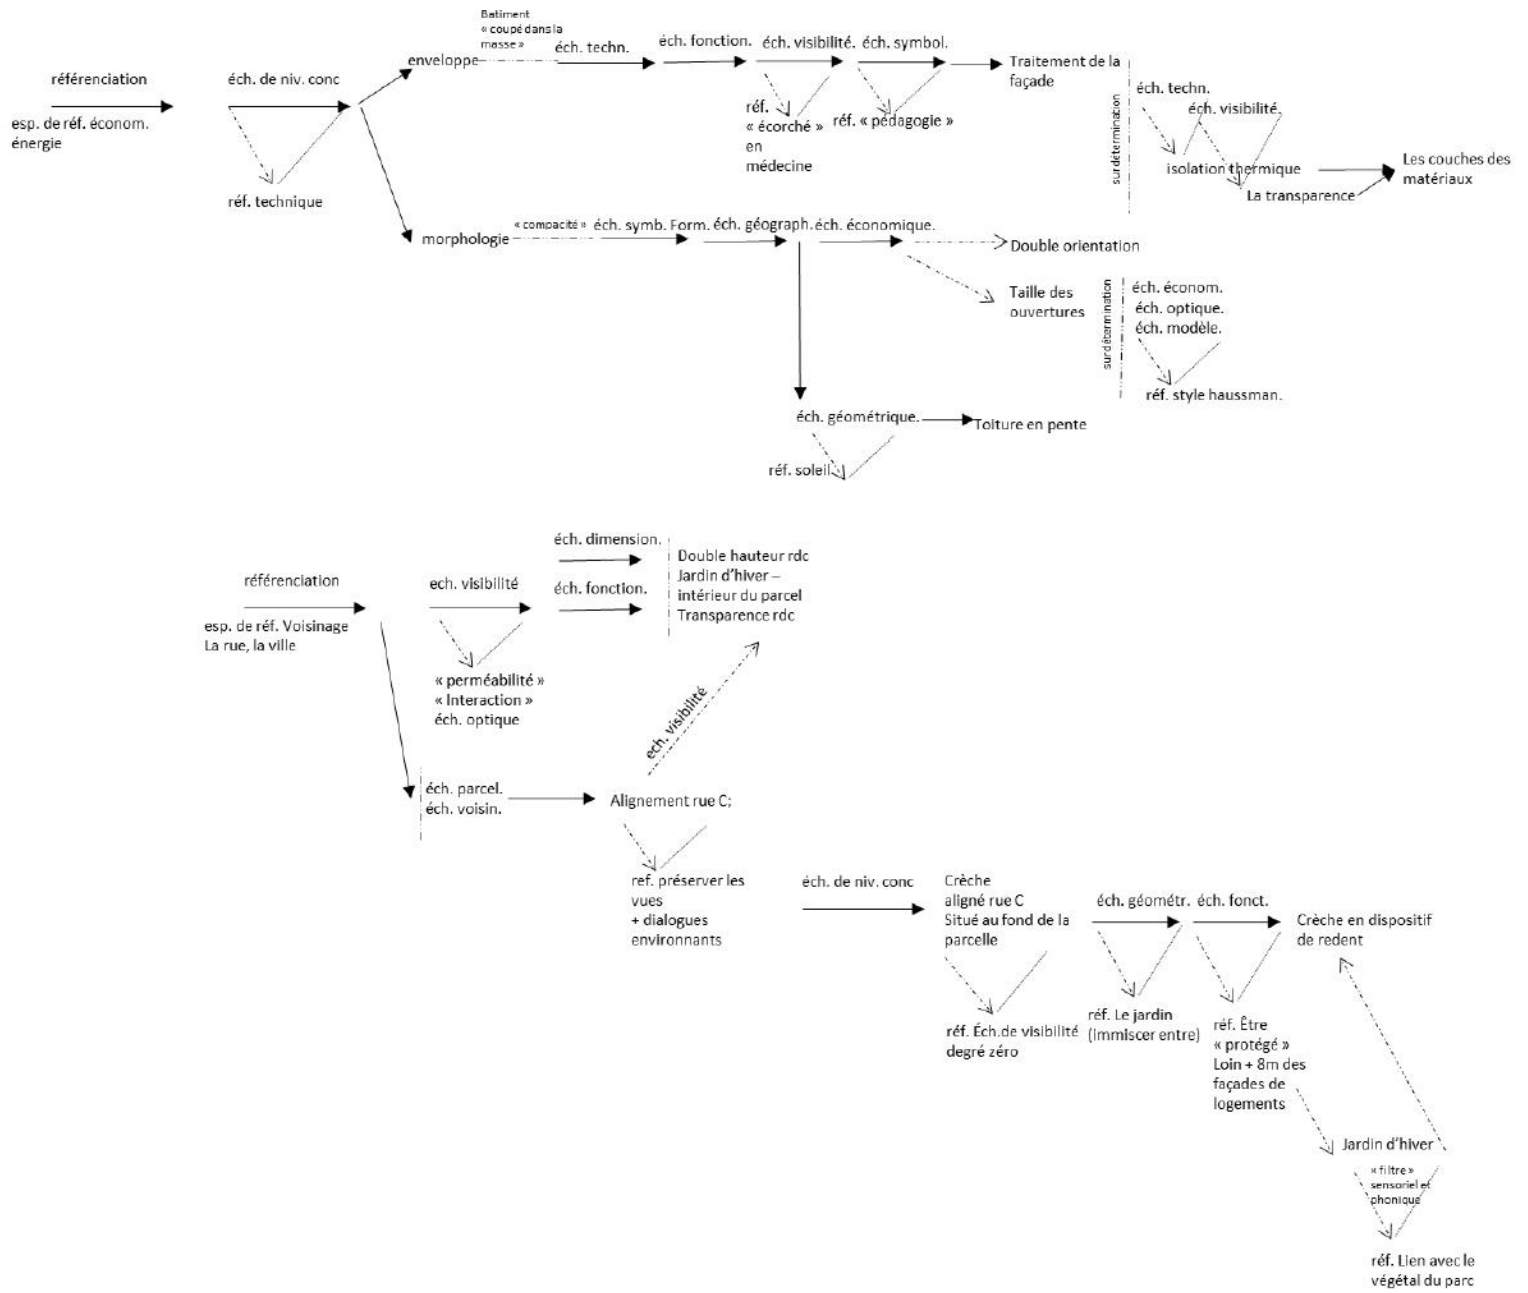 Batiment
« coupé dans la
masse »
référenciation
esp. de réf. économ.
énergie
éch. de niv. conc
réf. technique
enveloppe
éch. techn.
éch. fonction.
éch. visibilité.
éch. symbol.
réf.
« écorché »
en
médecine
réf. « pédagogie »
Traitement de la
façade
surdétermination
éch. techn.
éch. visibilité.
isolation thermique
La transparence
Les couches des
matériaux
morphologie
« compacité »
éch. symb. Form.
éch. géograph.
éch. économique.
Double orientation
Taille des
ouvertures
surdétermination
éch. économ.
éch. optique.
éch. modèle.
réf. style haussman.
éch. géométrique.
Toiture en pente
réf. soleil
référenciation
esp. de réf. Voisinage
La rue, la ville
ech. visibilité
« perméabilité »
« Interaction »
éch. optique
éch. dimension.
éch. fonction.
Double hauteur rdc
Jardin d’hiver –
intérieur du parcel
Transparence rdc
ech. visibilité
éch. parcel.
éch. voisin.
Alignement rue C;
ref. préserver les
vues
+ dialogues
environnants
éch. de niv. conc
Crèche
aligné rue C
Situé au fond de la
parcelle
réf. Éch.de visibilité
degré zéro
éch. géométr.
éch. fonct.
réf. Le jardin
(immiscer entre)
réf. Être
« protégé »
Loin + 8m des
façades de
logements
Crèche en dispositif
de redent
Jardin d’hiver
« filtre »
sensoriel et
phonique
réf. Lien avec le
végétal du parc